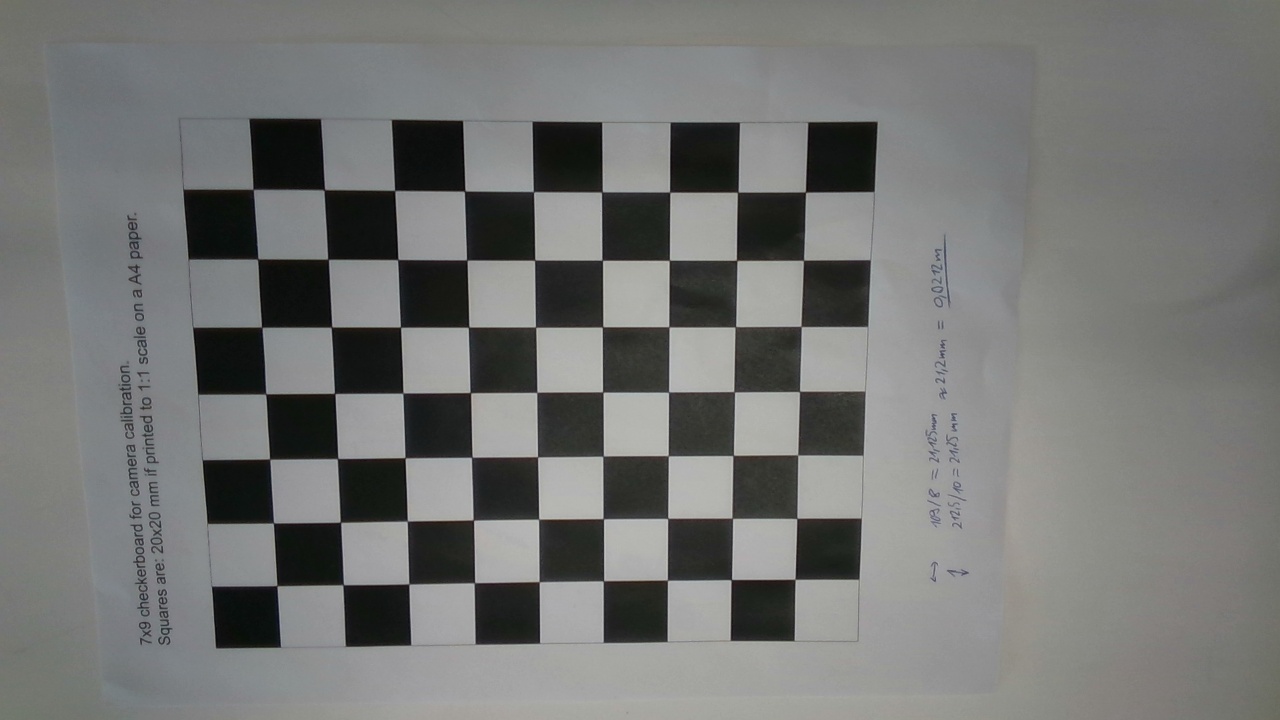 7x9 checkerboard for camera calibration.
Squares are: 20x20 mm if printed to 1:1 scale on a A4 paper.
↔ 169/8 = 21,125mm ≈ 21,2mm = 0,0212m
↕ 212,5/10 = 21,25mm